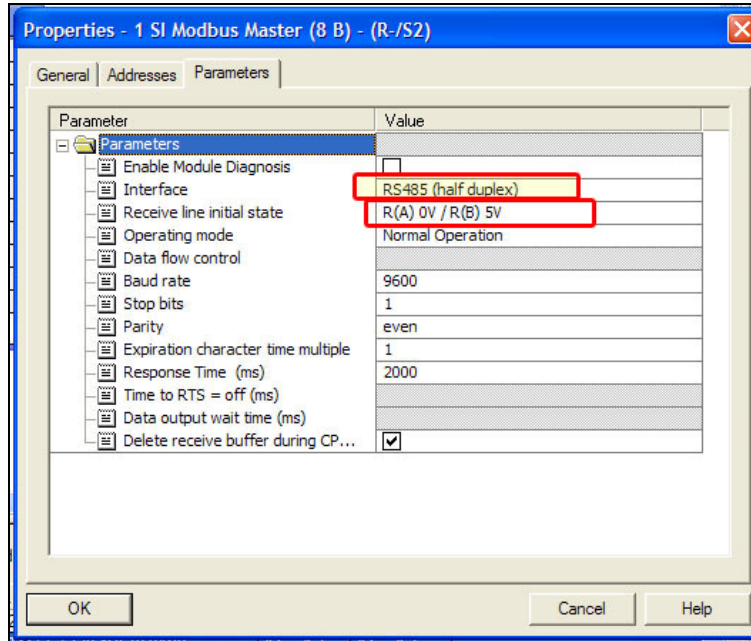 Properties - 1 SI Modbus Master (8 B) - (R-/S2)
General Addresses Parameters
Parameter Value
Parameters
Enable Module Diagnosis
Interface RS485 (half duplex)
Receive line initial state R(A) 0V / R(B) 5V
Operating mode Normal Operation
Data flow control
Baud rate 9600
Stop bits 1
Parity even
Expiration character time multiple 1
Response Time (ms) 2000
Time to RTS = off (ms)
Data output wait time (ms)
Delete receive buffer during CP...
OK Cancel Help